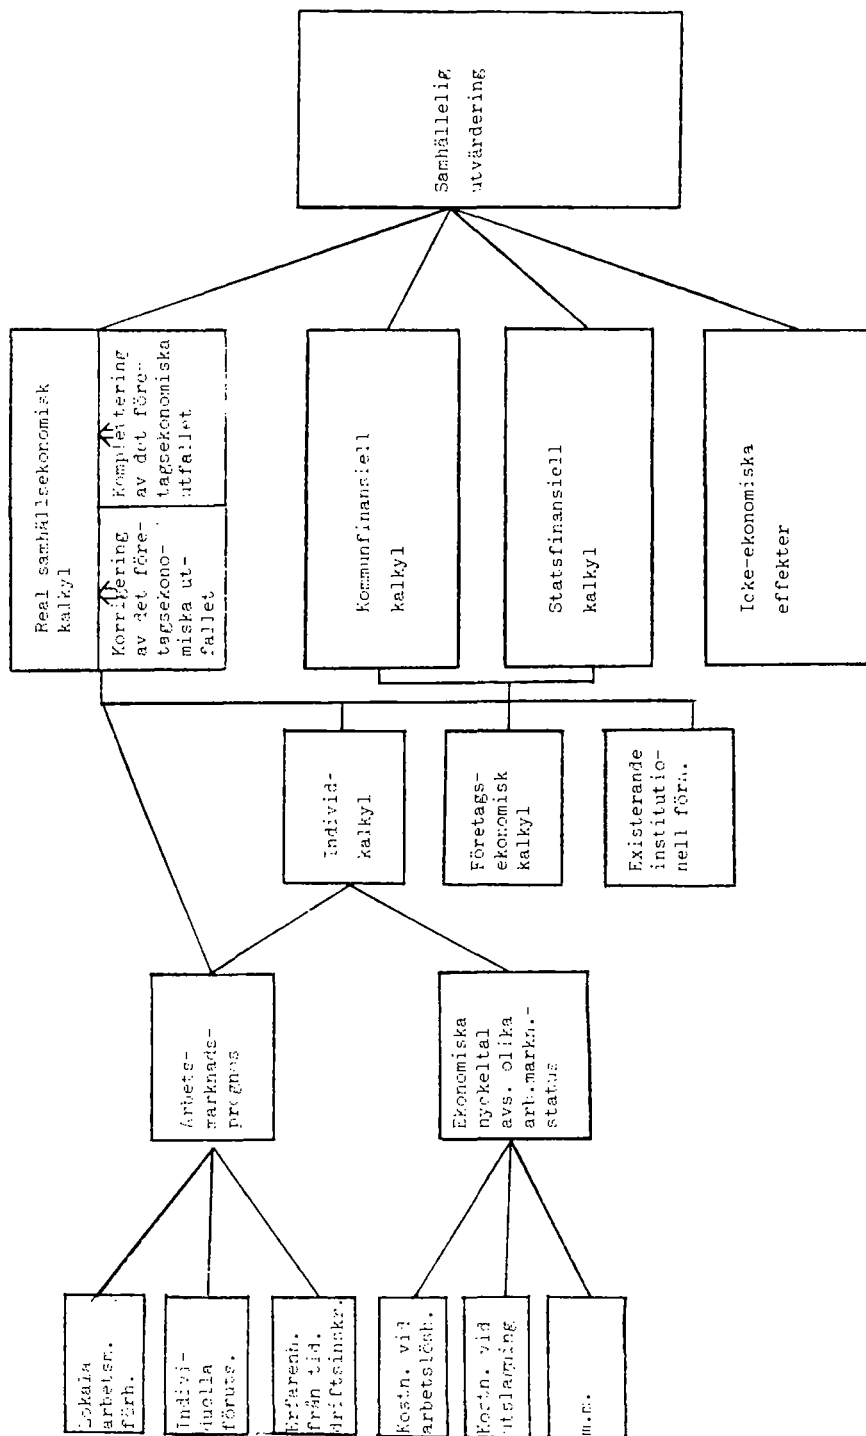 Samhällelig
utvärdering
Real samhällsekonomisk
kalkyl
Korrigering
av det före-
tagsekono-
miska ut-
fallet
Komplettering
av det före-
tagsekonomiska
utfallet
Kommunfinansiell
kalkyl
Statsfinansiell
kalkyl
Icke-ekonomiska
effekter
Individ-
kalkyl
Företags-
ekonomisk
kalkyl
Existerande
institutio-
nell förh.
Arbets-
marknads-
prognos
Ekonomiska
nyckeltal
avs. olika
arb.markn.-
status
Lokala
arbetsm.
förh.
Indivi-
duella
föruts.
Erfarenh.
från tid.
driftsinskr.
Kostn. vid
arbetslösh.
Kostn. vid
utslagning
m.m.